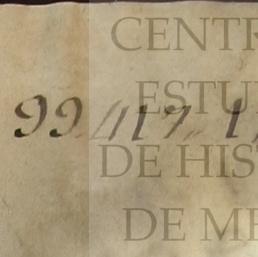 CENTR
ESTU
99,,117,, 1,
DE HIS
DE ME